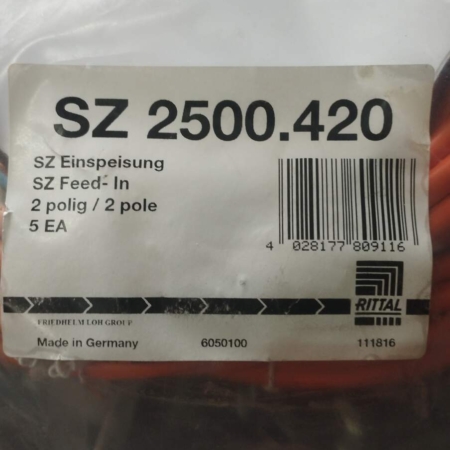 SZ 2500.420
SZ Einspeisung
SZ Feed- In
2 polig / 2 pole
5 EA
4 028177 809116
RITTAL
FRIEDHELM LOH GROUP
Made in Germany 6050100 111816